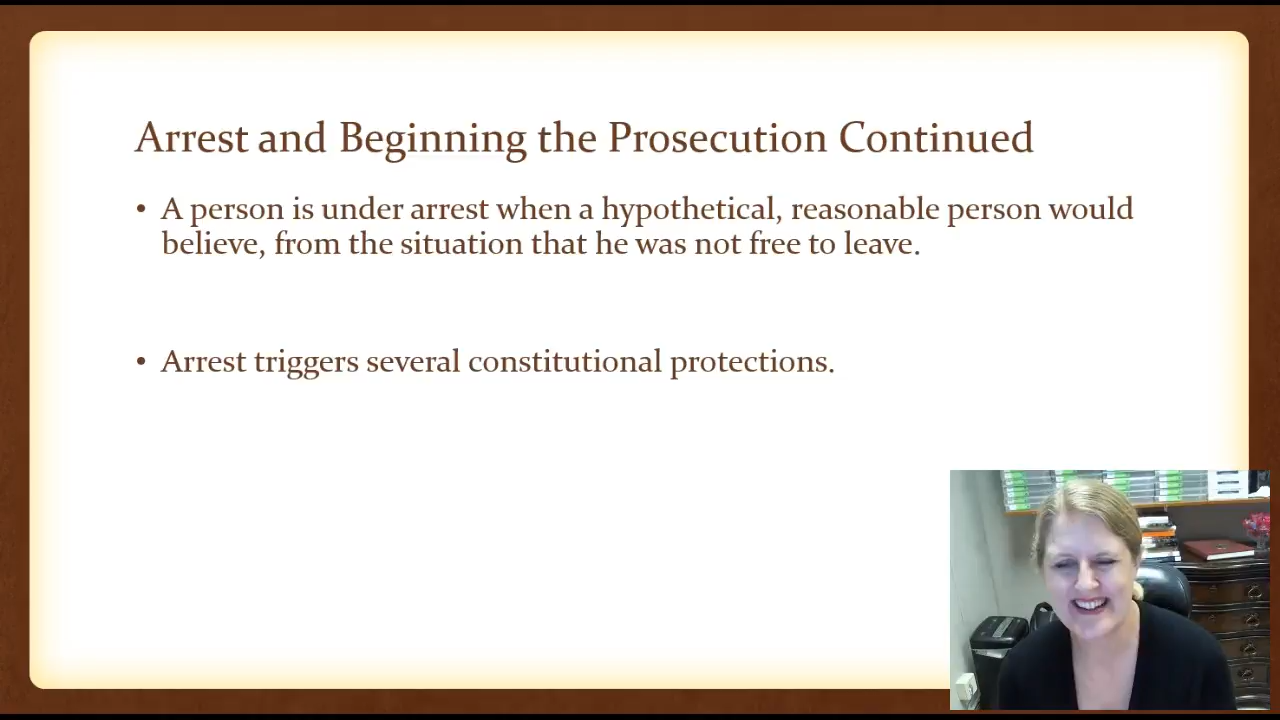 Arrest and Beginning the Prosecution Continued
• A person is under arrest when a hypothetical, reasonable person would
believe, from the situation that he was not free to leave.
• Arrest triggers several constitutional protections.